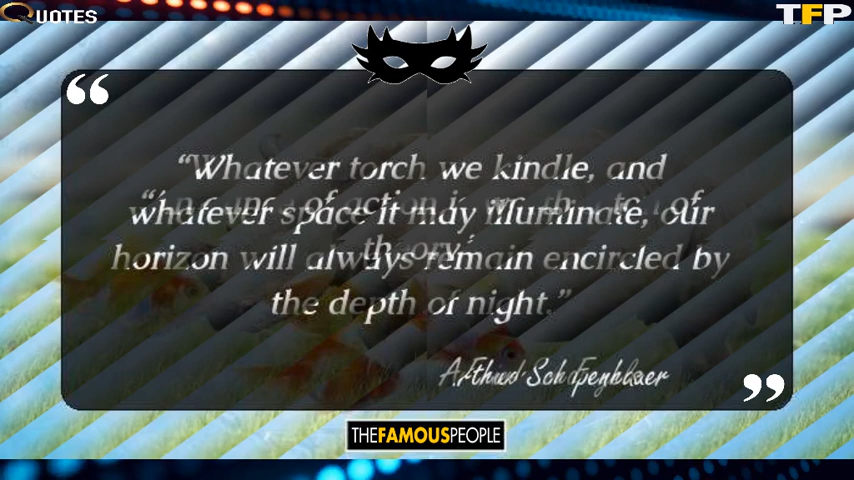 QUOTES
TFP
“Whatever torch we kindle, and
whatever space it may illuminate, our
horizon will always remain encircled by
the depth of night.”
THEFAMOUSPEOPLE